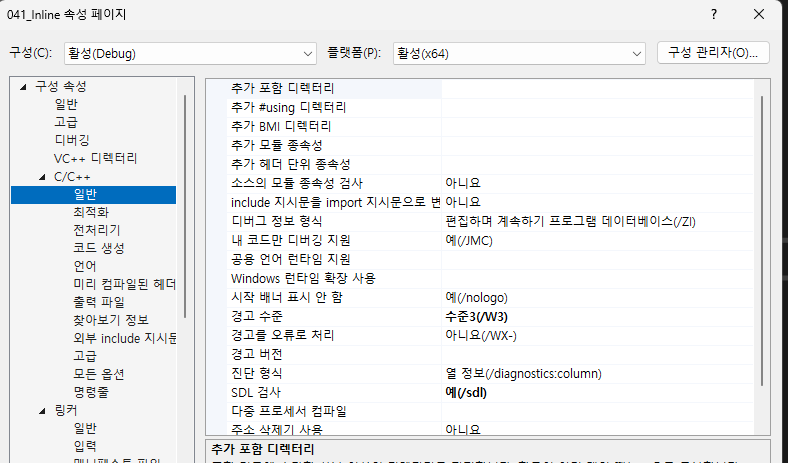 041_Inline 속성 페이지
?
구성(C):
활성(Debug)
플랫폼(P):
활성(x64)
구성 관리자(O)...
구성 속성
일반
고급
디버깅
VC++ 디렉터리
C/C++
일반
최적화
전처리기
코드 생성
언어
미리 컴파일된 헤더
출력 파일
찾아보기 정보
외부 include 지시문
고급
모든 옵션
명령줄
링커
일반
입력
추가 포함 디렉터리
추가 #using 디렉터리
추가 BMI 디렉터리
추가 모듈 종속성
추가 헤더 단위 종속성
소스의 모듈 종속성 검사 아니요
include 지시문을 import 지시문으로 변 아니요
디버그 정보 형식 편집하며 계속하기 프로그램 데이터베이스(/ZI)
내 코드만 디버깅 지원 예(/JMC)
공용 언어 런타임 지원
Windows 런타임 확장 사용
시작 배너 표시 안 함 예(/nologo)
경고 수준 수준3(/W3)
경고를 오류로 처리 아니요(/WX-)
경고 버전
진단 형식 열 정보(/diagnostics:column)
SDL 검사 예(/sdl)
다중 프로세서 컴파일
주소 삭제기 사용 아니요
추가 포함 디렉터리